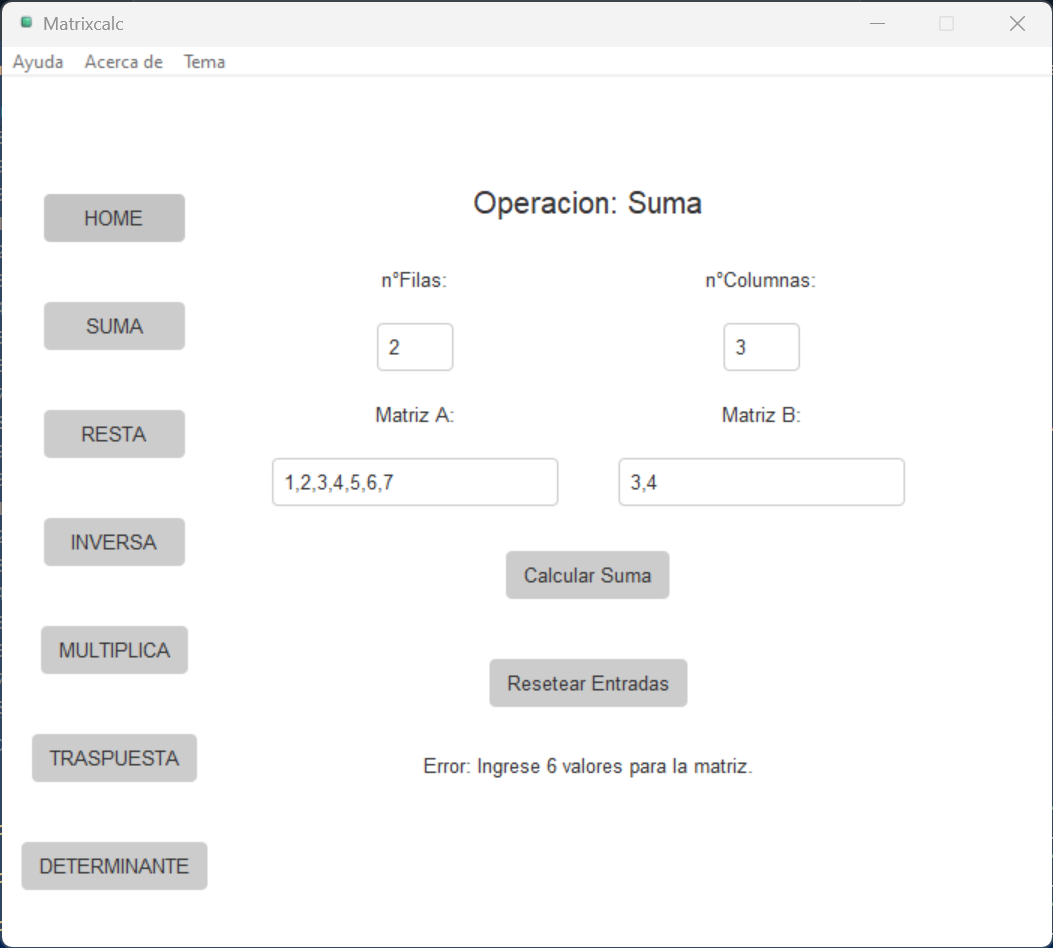 Matrixcalc
Ayuda Acerca de Tema
HOME
SUMA
RESTA
INVERSA
MULTIPLICA
TRASPUESTA
DETERMINANTE
Operacion: Suma
n°Filas: n°Columnas:
2 3
Matriz A: Matriz B:
1,2,3,4,5,6,7 3,4
Calcular Suma
Resetear Entradas
Error: Ingrese 6 valores para la matriz.